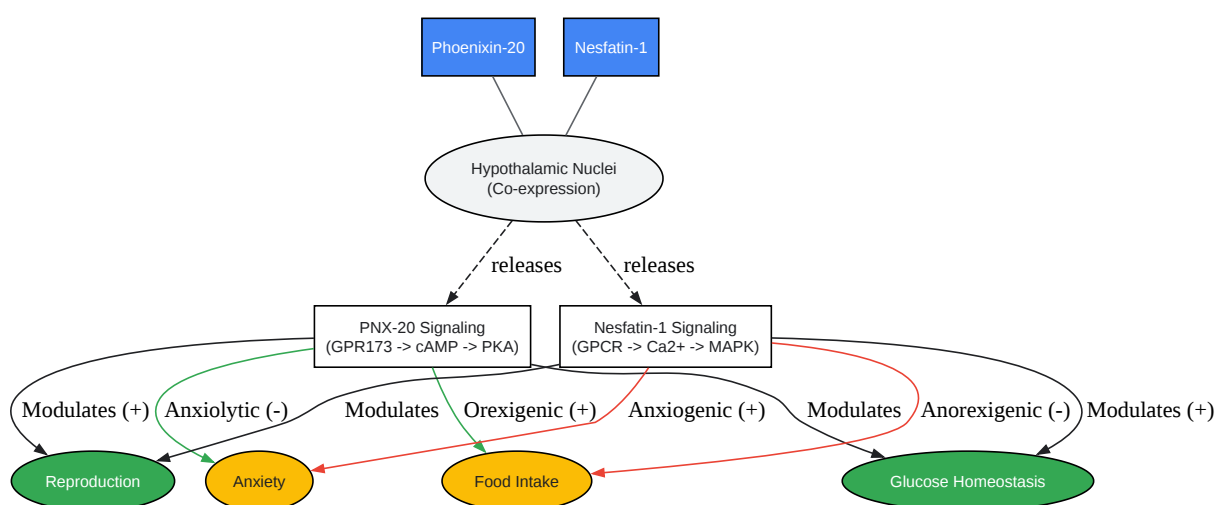 Phoenixin-20
Nesfatin-1
Hypothalamic Nuclei
(Co-expression)
releases
releases
PNX-20 Signaling
(GPR173 -> cAMP -> PKA)
Nesfatin-1 Signaling
(GPCR -> Ca2+ -> MAPK)
Modulates (+)
Anxiolytic (-)
Modulates
Orexigenic (+)
Anxiogenic (+)
Modulates
Anorexigenic (-)
Modulates (+)
Reproduction
Anxiety
Food Intake
Glucose Homeostasis